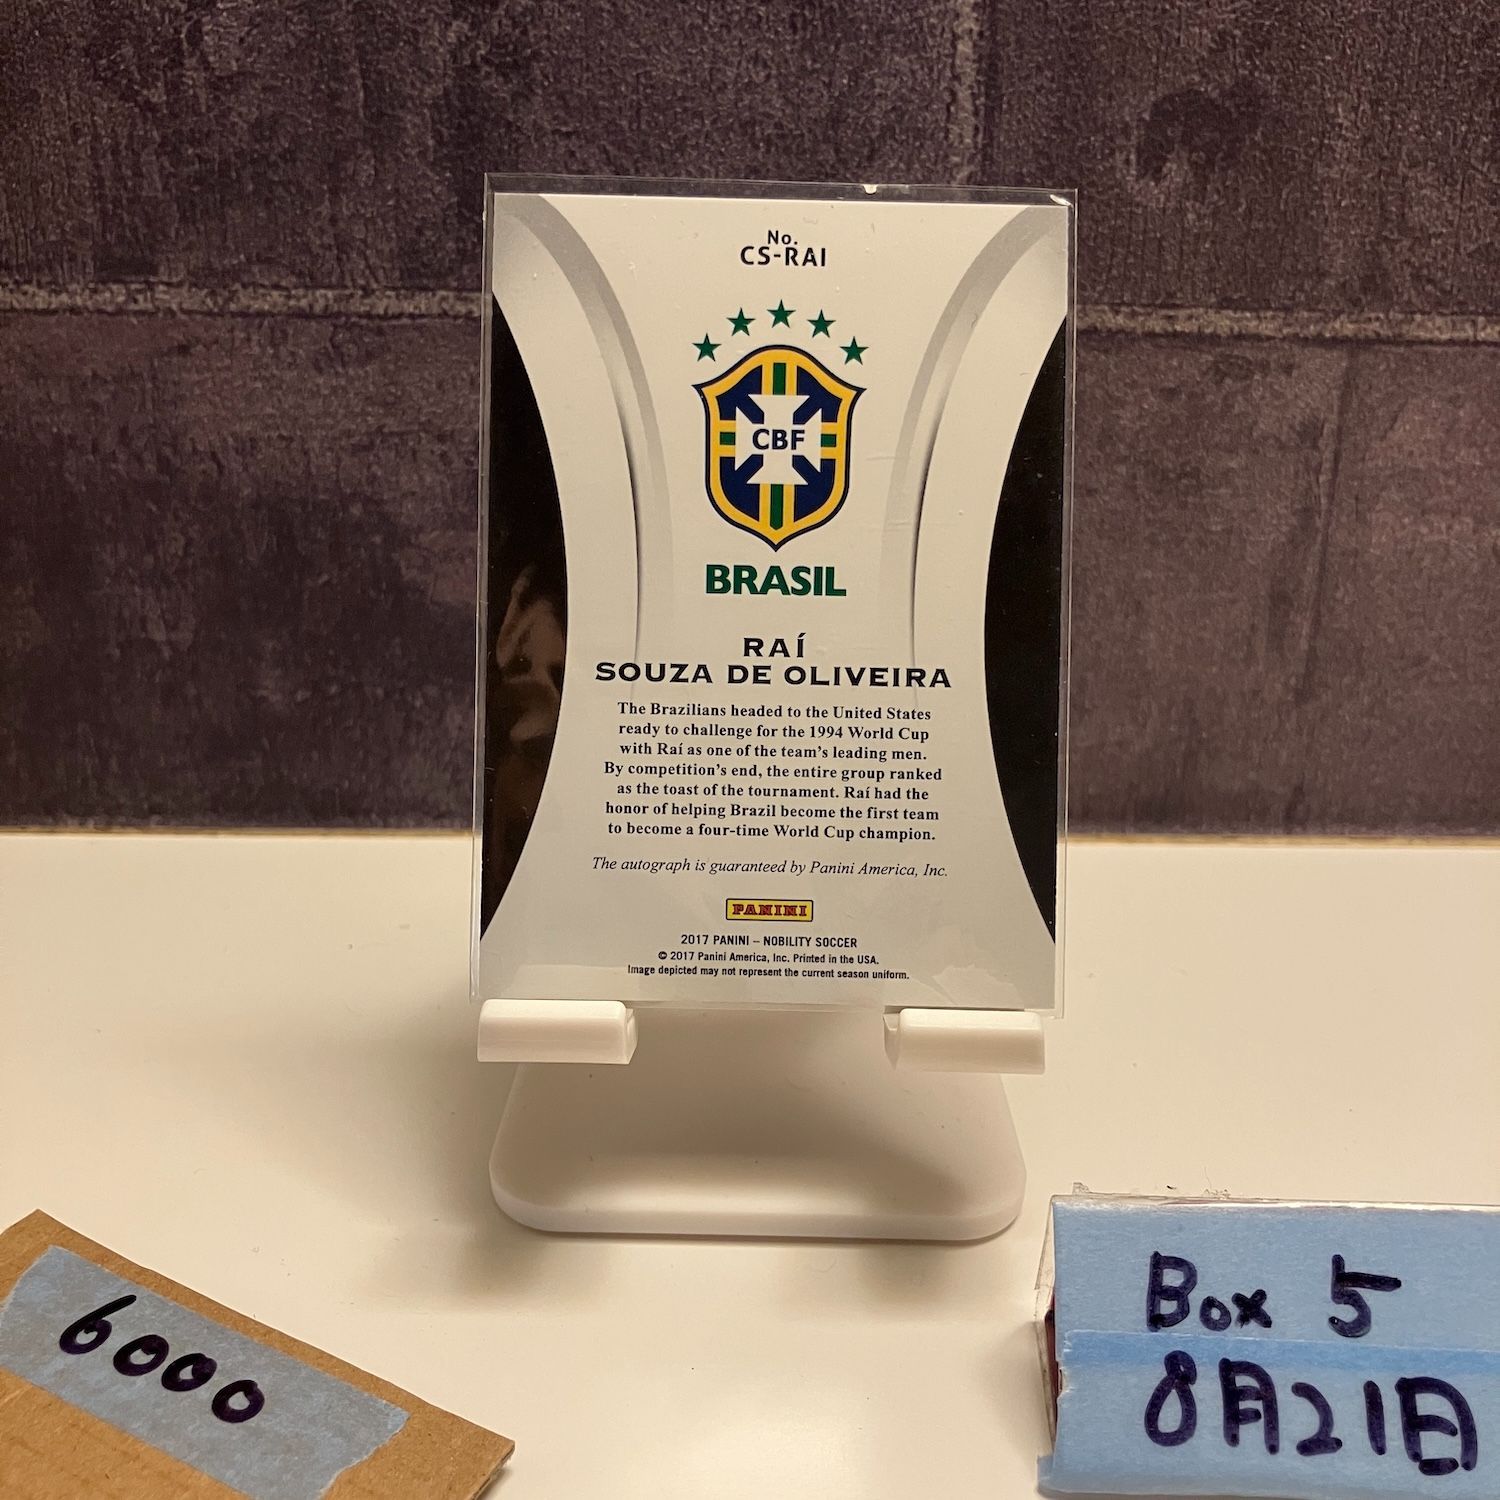 No.
CS-RAI
CBF
BRASIL
RAÍ
SOUZA DE OLIVEIRA
The Brazilians headed to the United States
ready to challenge for the 1994 World Cup
with Raí as one of the team's leading men.
By competition's end, the entire group ranked
as the toast of the tournament. Raí had the
honor of helping Brazil become the first team
to become a four-time World Cup champion.
The autograph is guaranteed by Panini America, Inc.
PANINI
2017 PANINI – NOBILITY SOCCER
© 2017 Panini America, Inc. Printed in the USA.
Image depicted may not represent the current season uniform.
6000
Box 5
8月21日